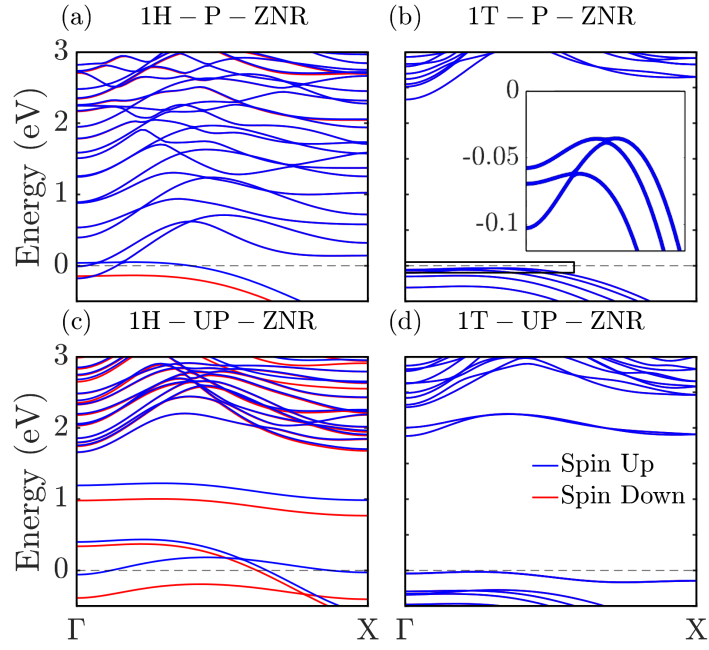 (a) 1H – P – ZNR
(b) 1T – P – ZNR
3
2
1
0
Energy (eV)
0
-0.05
-0.1
(c) 1H – UP – ZNR
(d) 1T – UP – ZNR
3
2
1
0
Energy (eV)
Spin Up
Spin Down
Γ X
Γ X